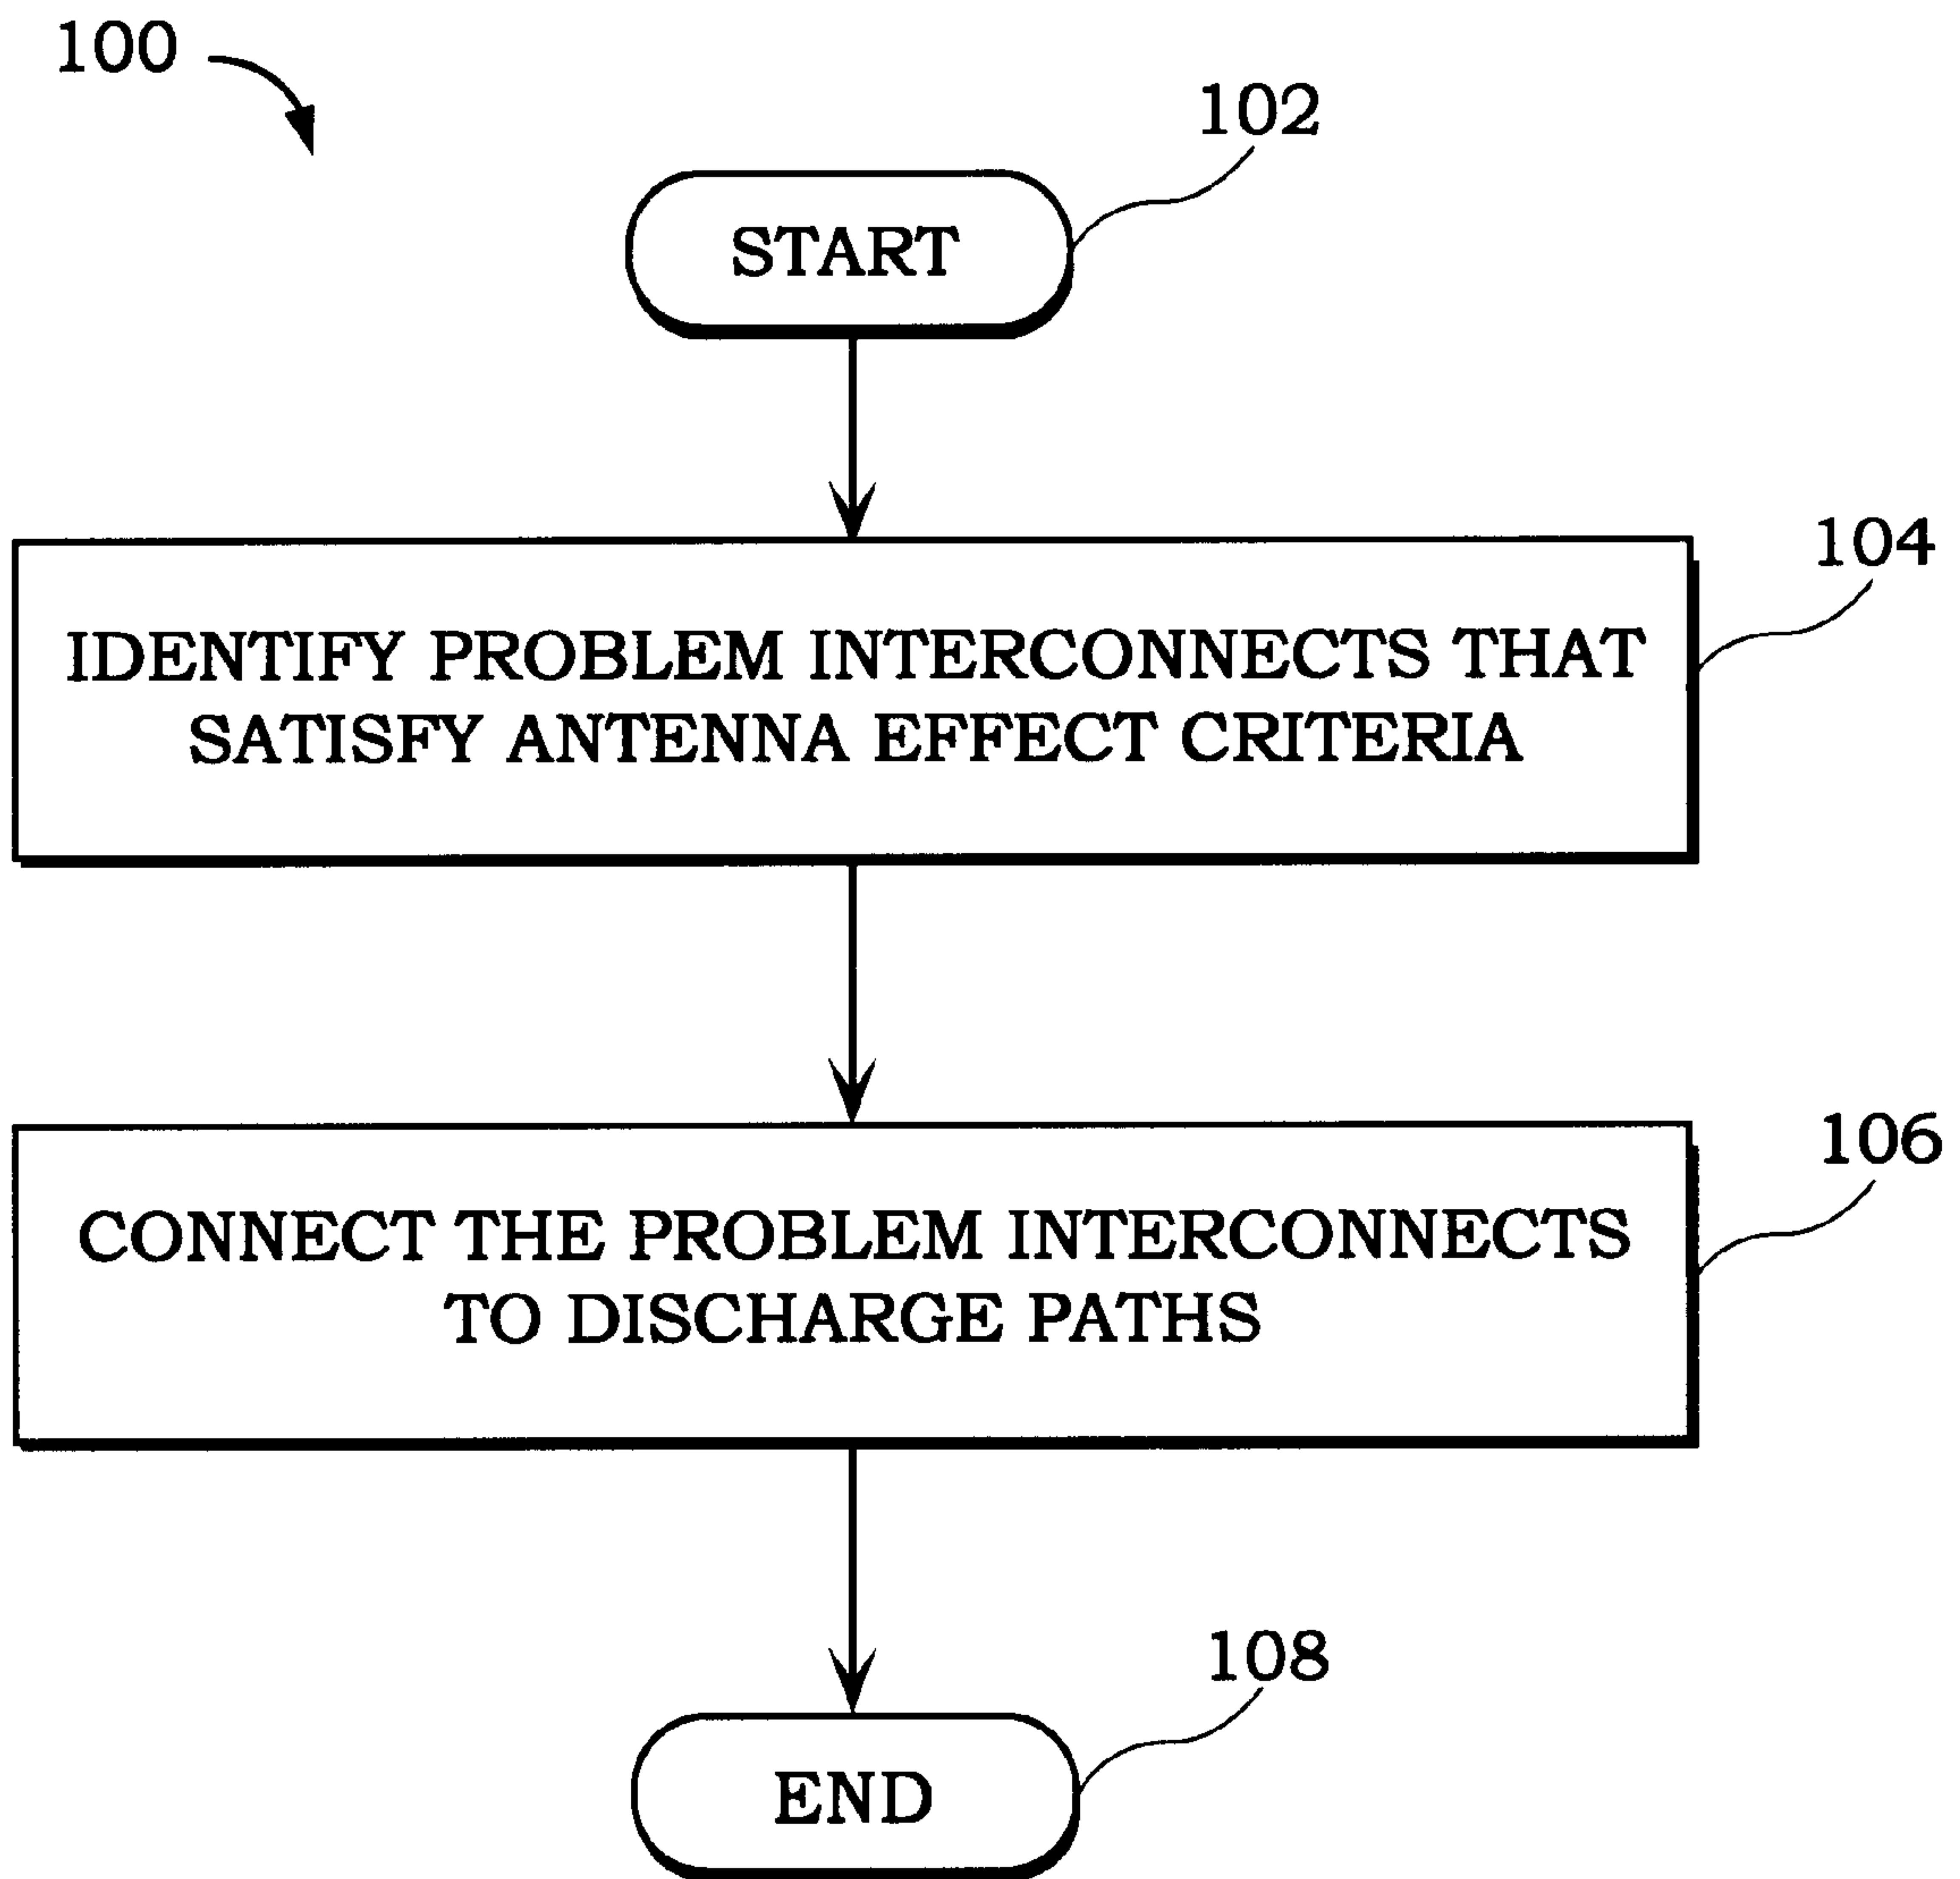 100
102
START
104
IDENTIFY PROBLEM INTERCONNECTS THAT
SATISFY ANTENNA EFFECT CRITERIA
106
CONNECT THE PROBLEM INTERCONNECTS
TO DISCHARGE PATHS
108
END